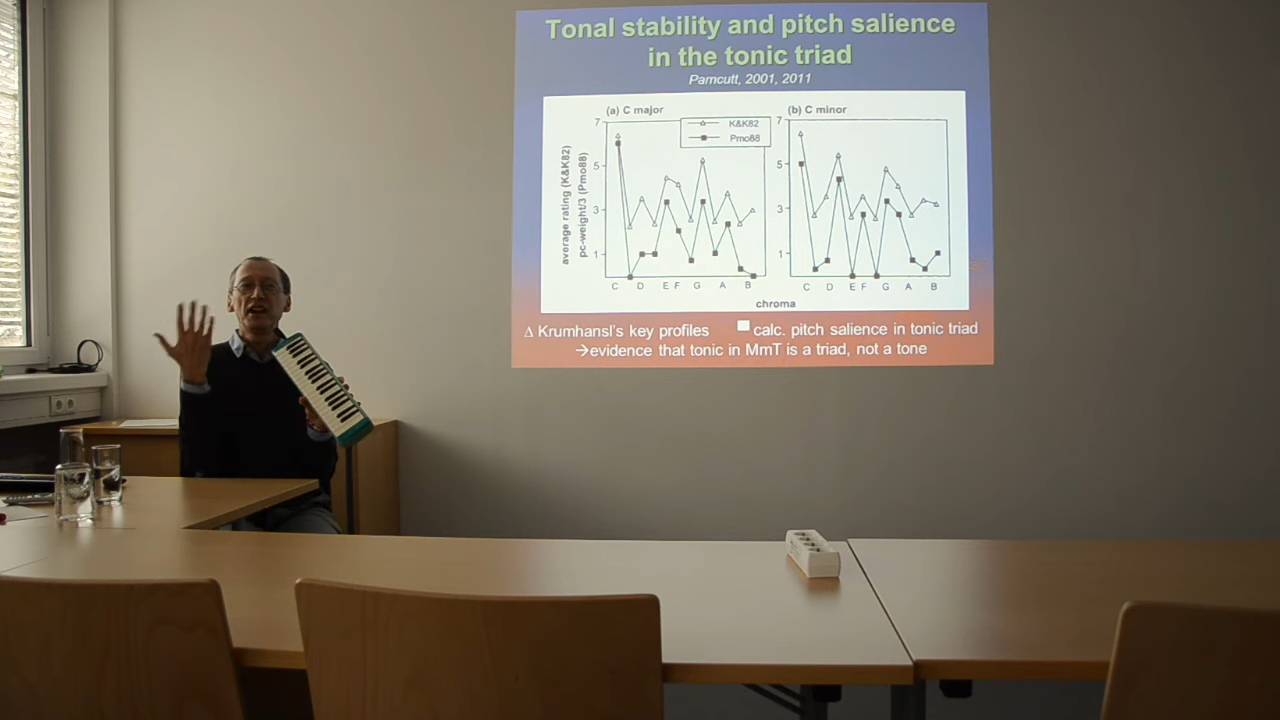 Tonal stability and pitch salience
in the tonic triad
Parncutt, 2001, 2011
(a) C major
(b) C minor
K&K82
Pmo88
7
5
3
1
7
5
3
1
average rating (K&K82)
pc-weight/3 (Pmo88)
C D E F G A B
C D E F G A B
chroma
Δ Krumhansl's key profiles
calc. pitch salience in tonic triad
→evidence that tonic in MmT is a triad, not a tone